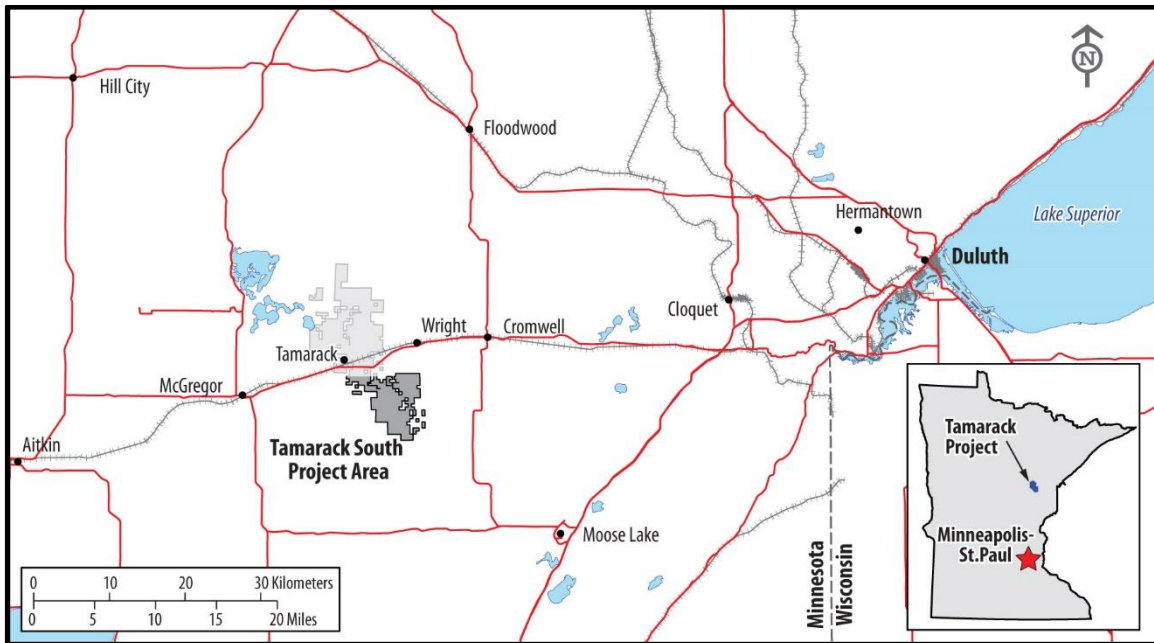 N
Hill City
Floodwood
Hermantown
Lake Superior
Duluth
Cloquet
Wright
Cromwell
Tamarack
McGregor
Aitkin
Tamarack South
Project Area
Moose Lake
Minnesota
Wisconsin
Tamarack
Project
Minneapolis-
St.Paul
0 10 20 30 Kilometers
0 5 10 15 20 Miles